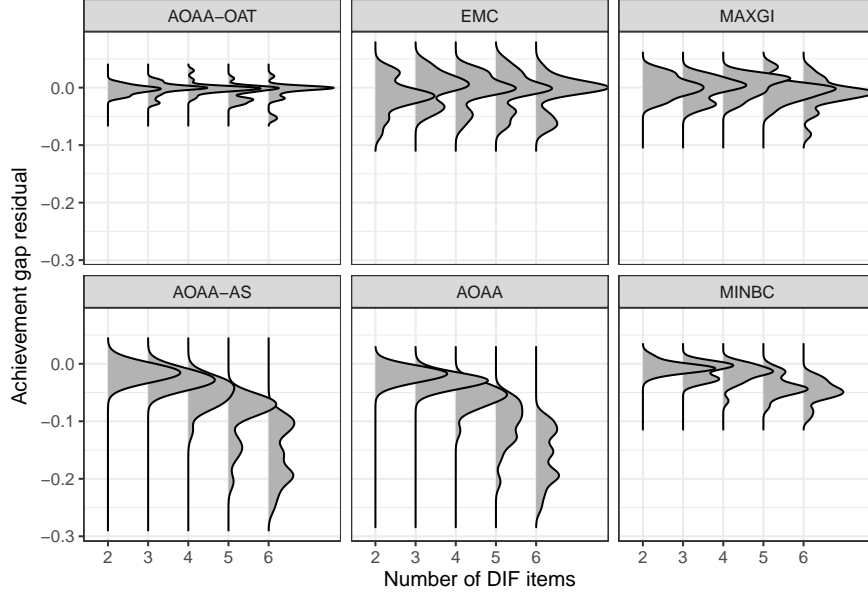 AOAA−OAT EMC MAXGI
0.0
−0.1
−0.2
−0.3
AOAA−AS AOAA MINBC
0.0
−0.1
−0.2
−0.3
2 3 4 5 6 2 3 4 5 6 2 3 4 5 6
Number of DIF items
Achievement gap residual